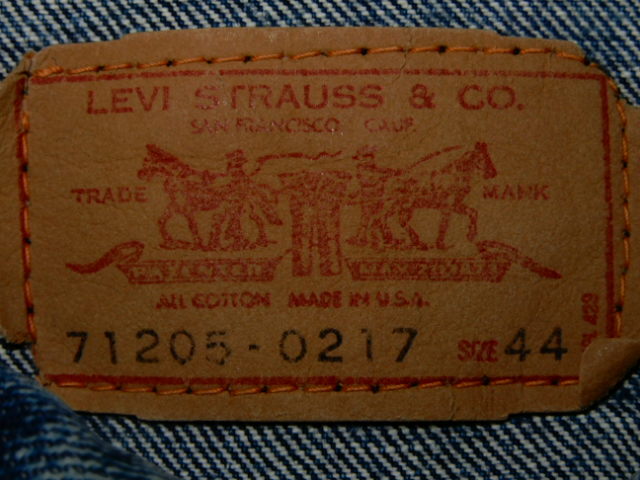 LEVI STRAUSS & CO.
SAN FRANCISCO, CALIF.
TRADE MARK
ALL COTTON MADE IN U.S.A.
71205-0217 SIZE 44